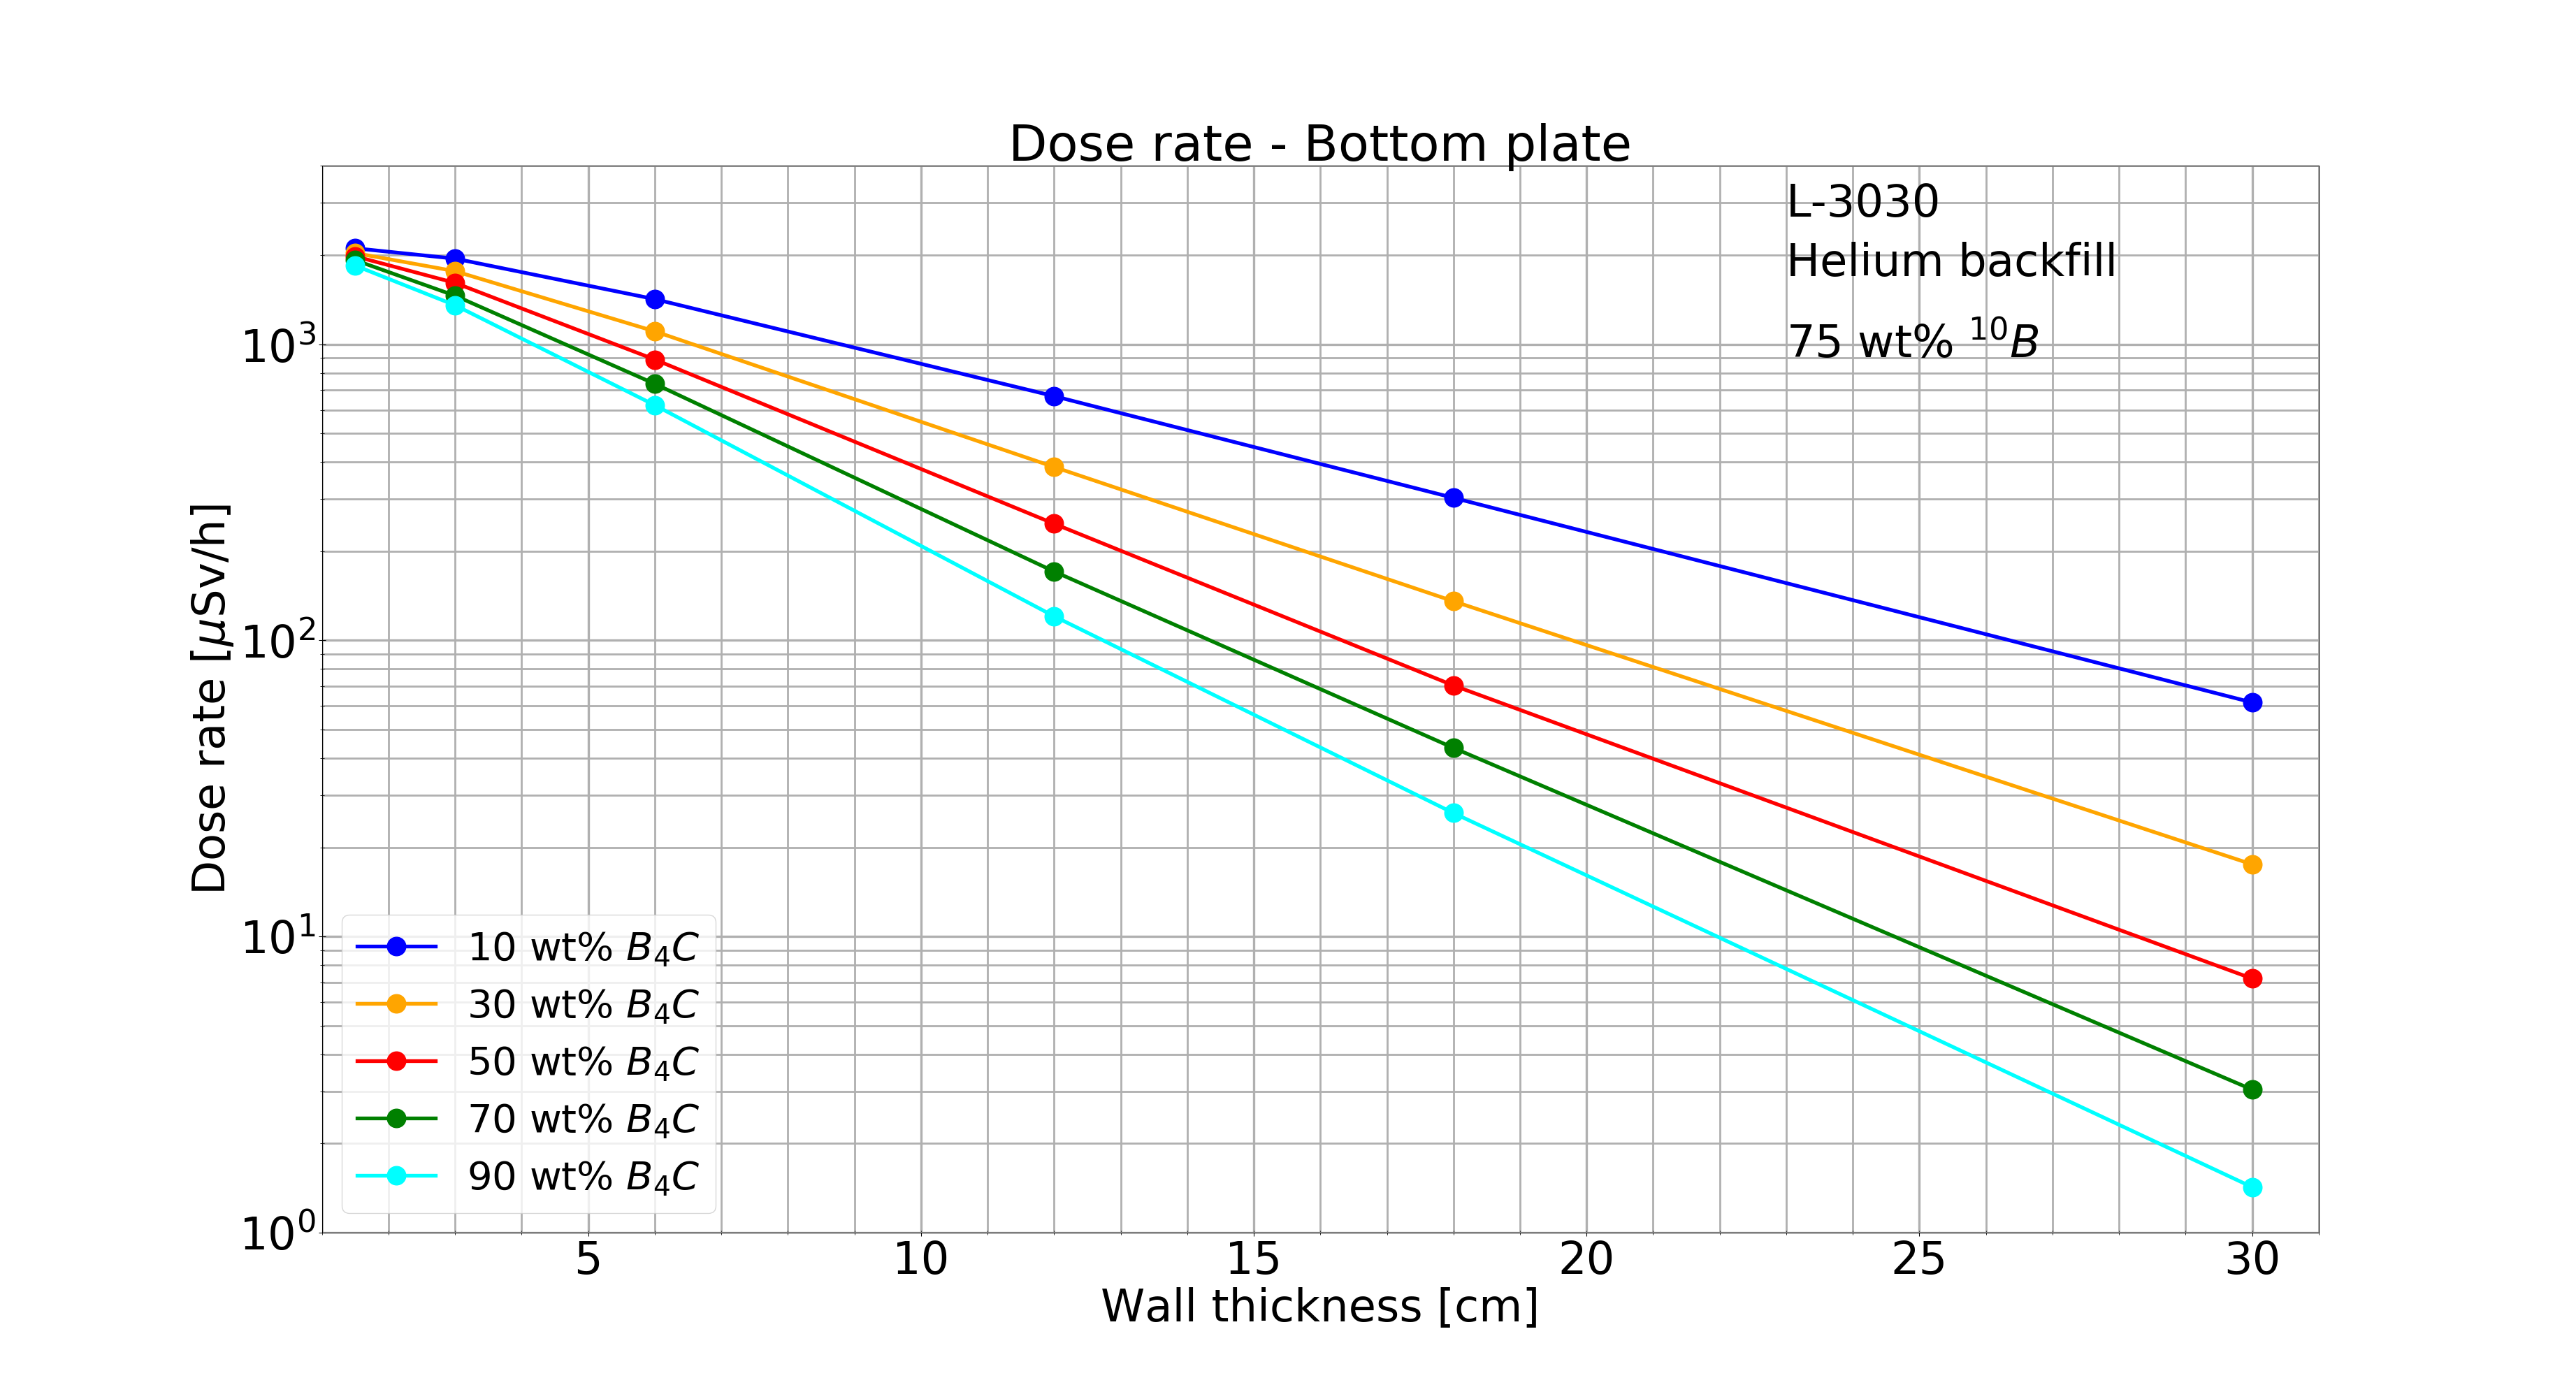 Dose rate - Bottom plate
L-3030
Helium backfill
75 wt% ¹⁰B
Dose rate [μSv/h]
10³
10²
10¹
10⁰
10 wt% B₄C
30 wt% B₄C
50 wt% B₄C
70 wt% B₄C
90 wt% B₄C
5 10 15 20 25 30
Wall thickness [cm]